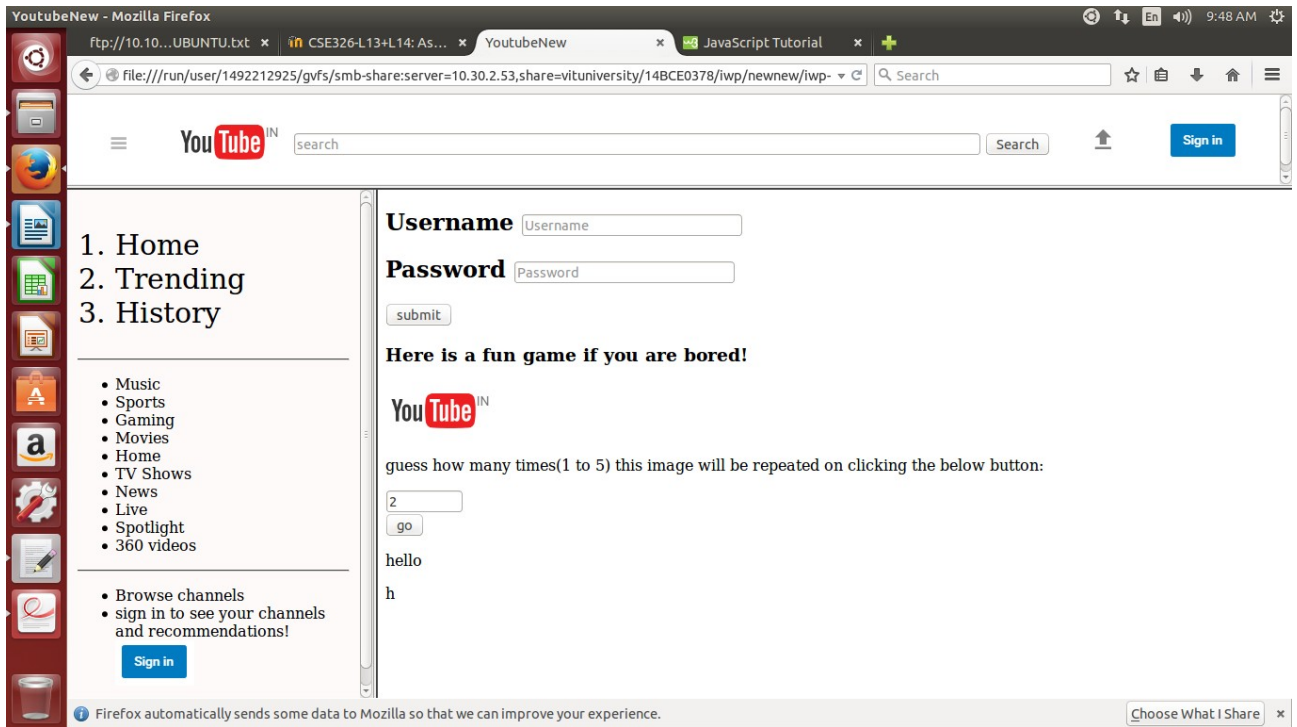 YoutubeNew - Mozilla Firefox
En
9:48 AM
ftp://10.10...UBUNTU.txt
CSE326-L13+L14: As...
YoutubeNew
JavaScript Tutorial
file:///run/user/1492212925/gvfs/smb-share:server=10.30.2.53,share=vituniversity/14BCE0378/iwp/newnew/iwp-
Search
YouTube IN
search
Search
Sign in
1. Home
2. Trending
3. History
Music
Sports
Gaming
Movies
Home
TV Shows
News
Live
Spotlight
360 videos
Browse channels
sign in to see your channels
and recommendations!
Sign in
Username Username
Password Password
submit
Here is a fun game if you are bored!
YouTube IN
guess how many times(1 to 5) this image will be repeated on clicking the below button:
2
go
hello
h
a
Firefox automatically sends some data to Mozilla so that we can improve your experience.
Choose What I Share